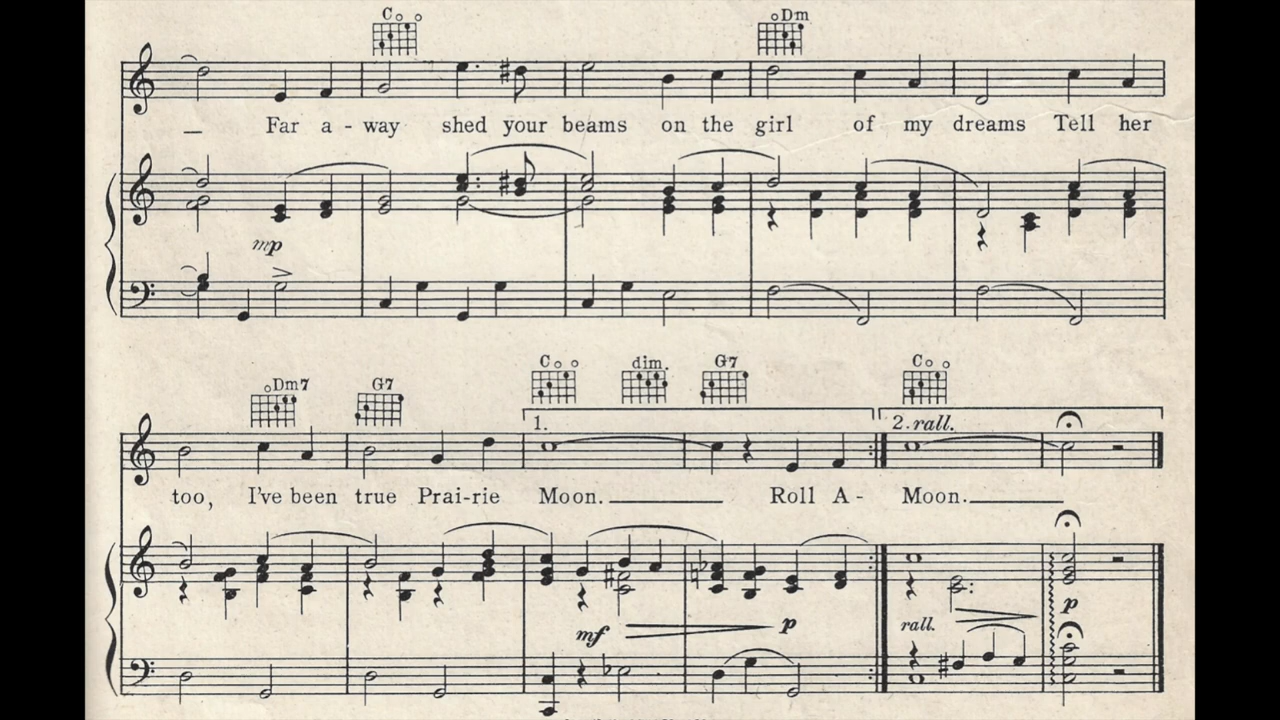 C Dm
Far a - way shed your beams on the girl of my dreams Tell her
mp
C dim. G7 C
Dm7 G7
1. 2. rall.
too, I've been true Prai-rie Moon. Roll A - Moon.
mf p p
rall.